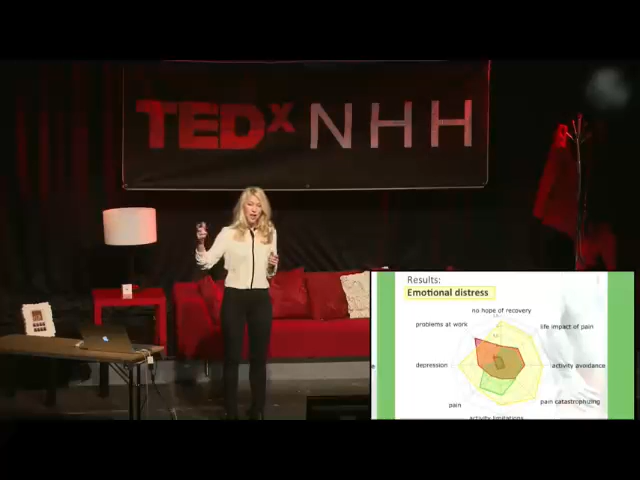 TEDx NHH
Results:
Emotional distress
no hope of recovery
problems at work
life impact of pain
depression
activity avoidance
pain
pain catastrophizing
activity limitations